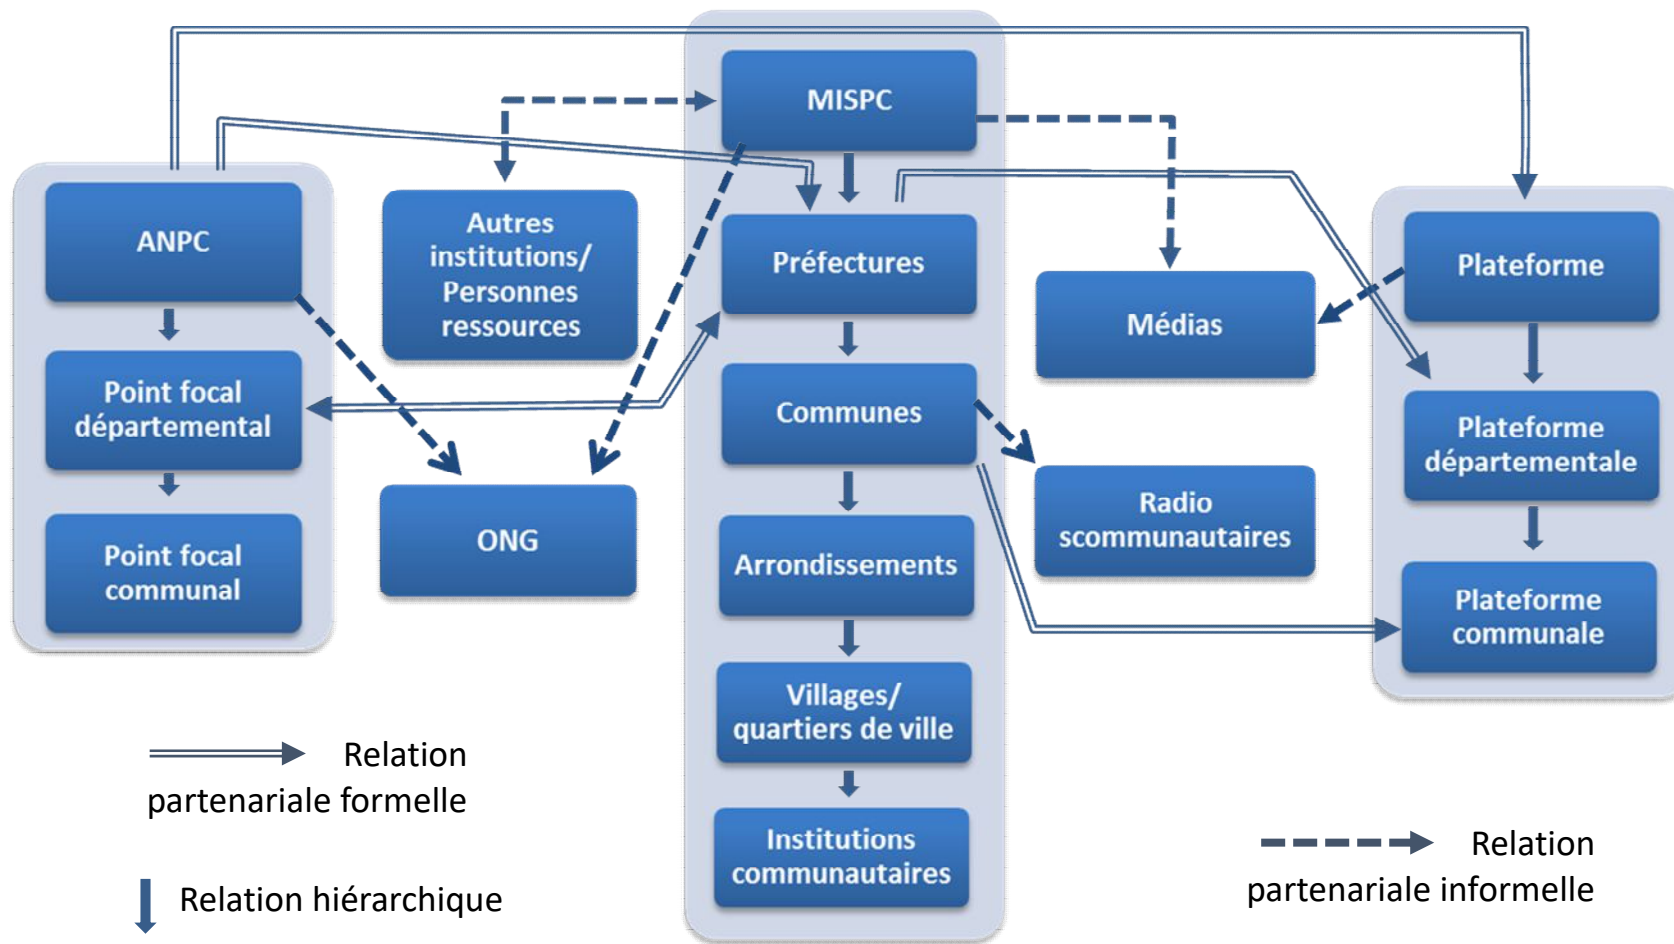 MISPC
ANPC
Autres
institutions/
Personnes
ressources
Préfectures
Plateforme
Médias
Point focal
départemental
Communes
Plateforme
départementale
ONG
Radio
scommunautaires
Point focal
communal
Arrondissements
Plateforme
communale
Villages/
quartiers de ville
Institutions
communautaires
Relation
partenariale formelle
Relation hiérarchique
Relation
partenariale informelle